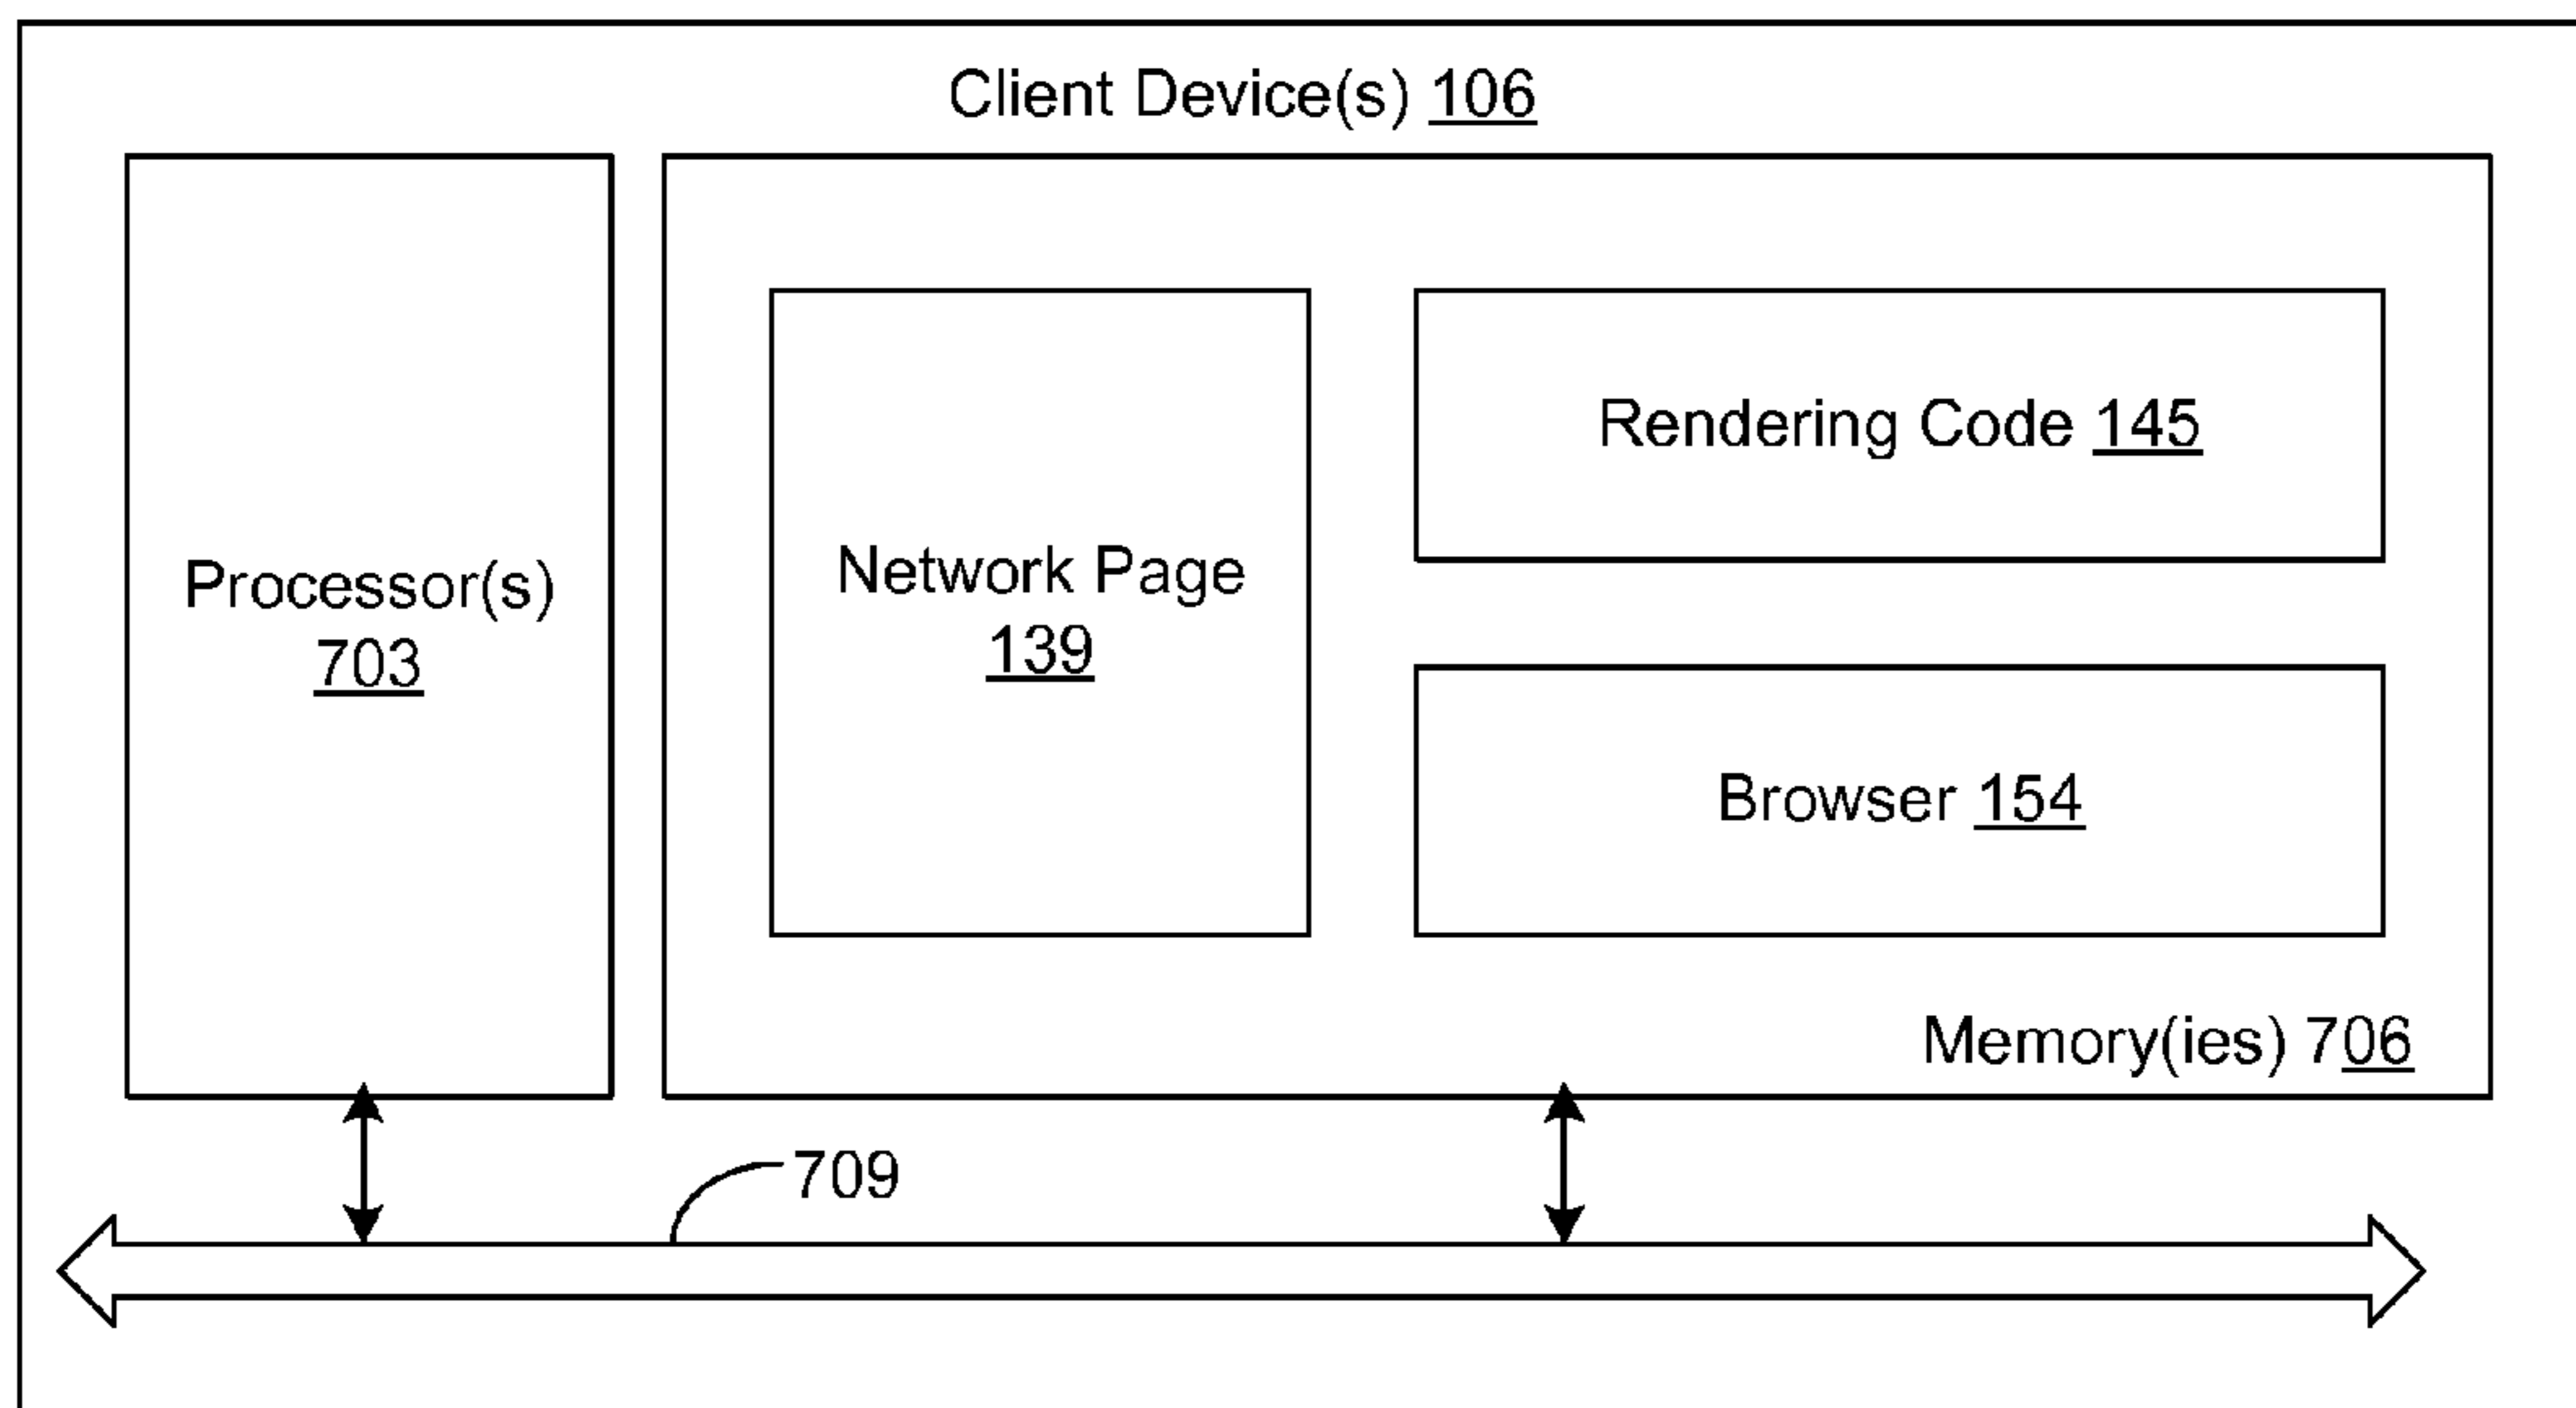 Client Device(s) 106
Processor(s)
703
Network Page
139
Rendering Code 145
Browser 154
Memory(ies) 706
709